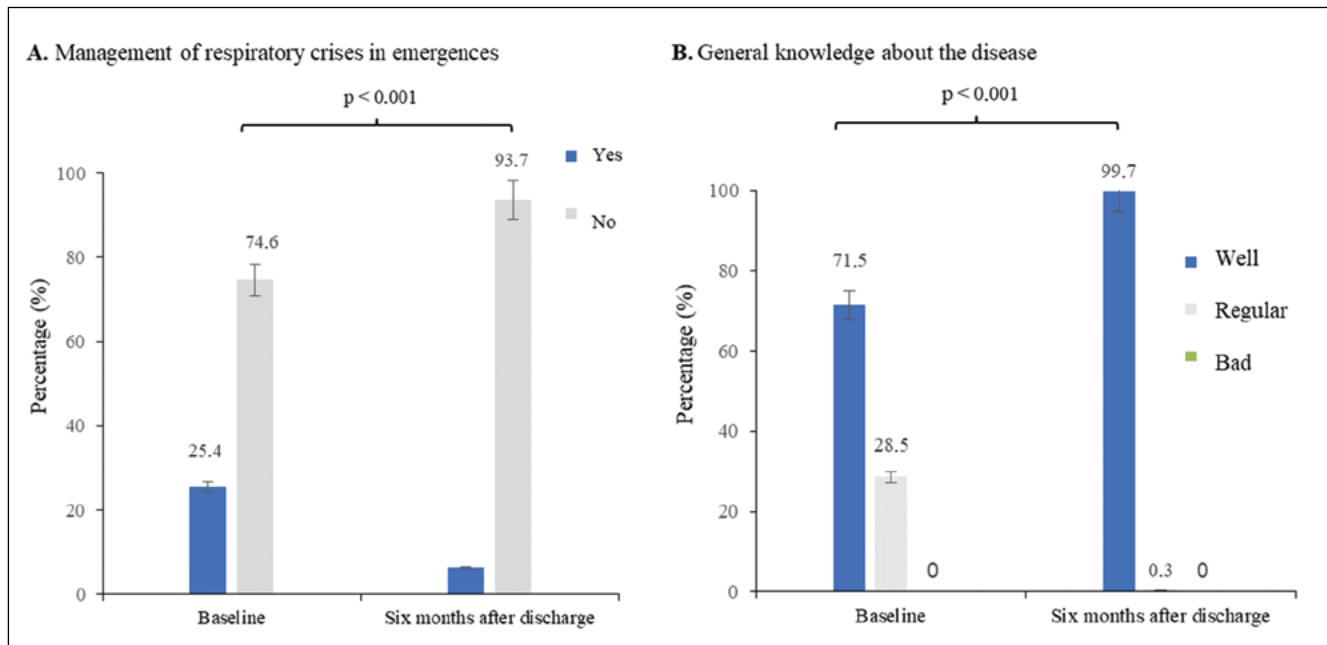 A. Management of respiratory crises in emergences
p < 0.001
Yes
No
93.7
74.6
25.4
100
80
60
40
20
0
Percentage (%)
Baseline
Six months after discharge
B. General knowledge about the disease
p < 0.001
99.7
71.5
28.5
0
0.3
0
Well
Regular
Bad
100
80
60
40
20
0
Percentage (%)
Baseline
Six months after discharge